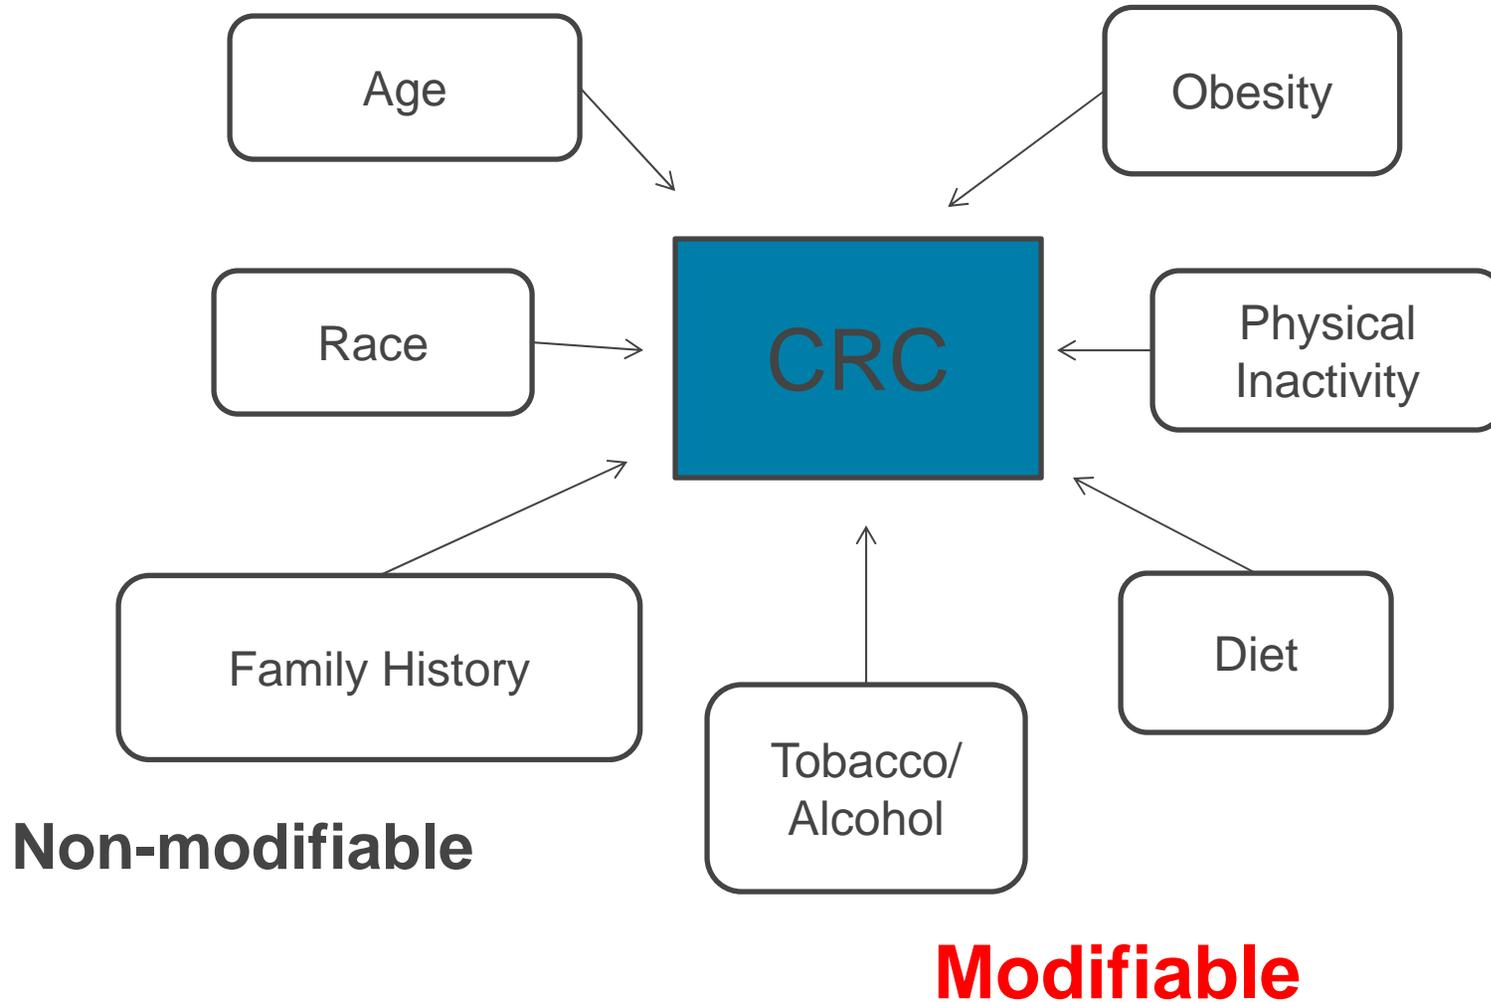 Age
Obesity
Race
CRC
Physical
Inactivity
Family History
Tobacco/
Alcohol
Diet
Non-modifiable
Modifiable